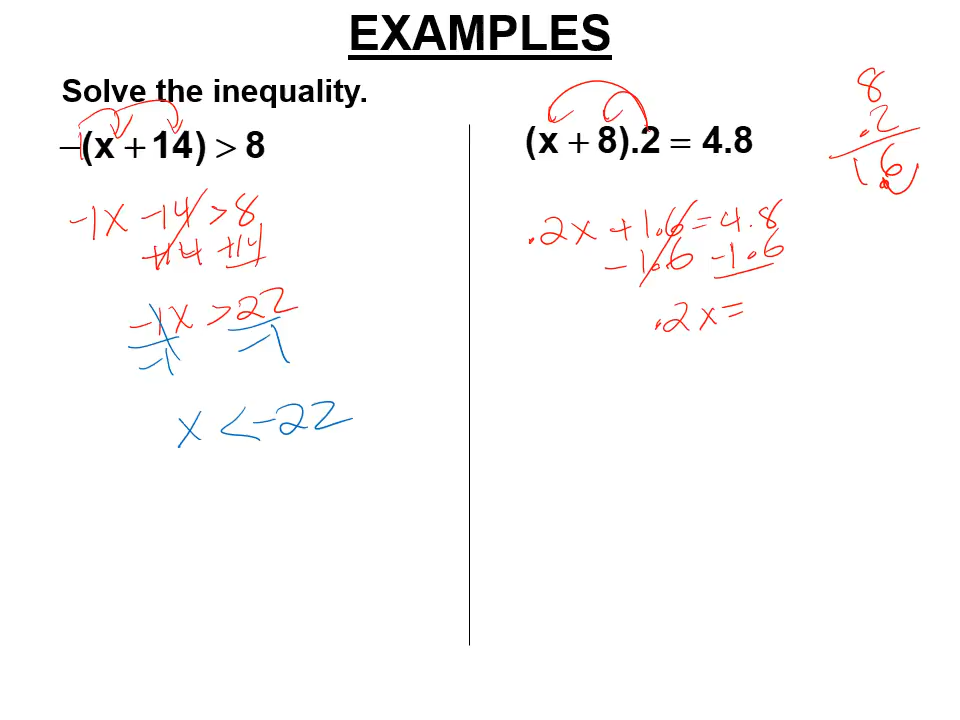 EXAMPLES
Solve the inequality.
−(x + 14) > 8
-1x -14 > 8
+14 +14
-1x > 22
-1 -1
x < -22
(x + 8).2 = 4.8
.2x + 1.6 = 4.8
-1.6 -1.6
.2x =
8
.2
1.6